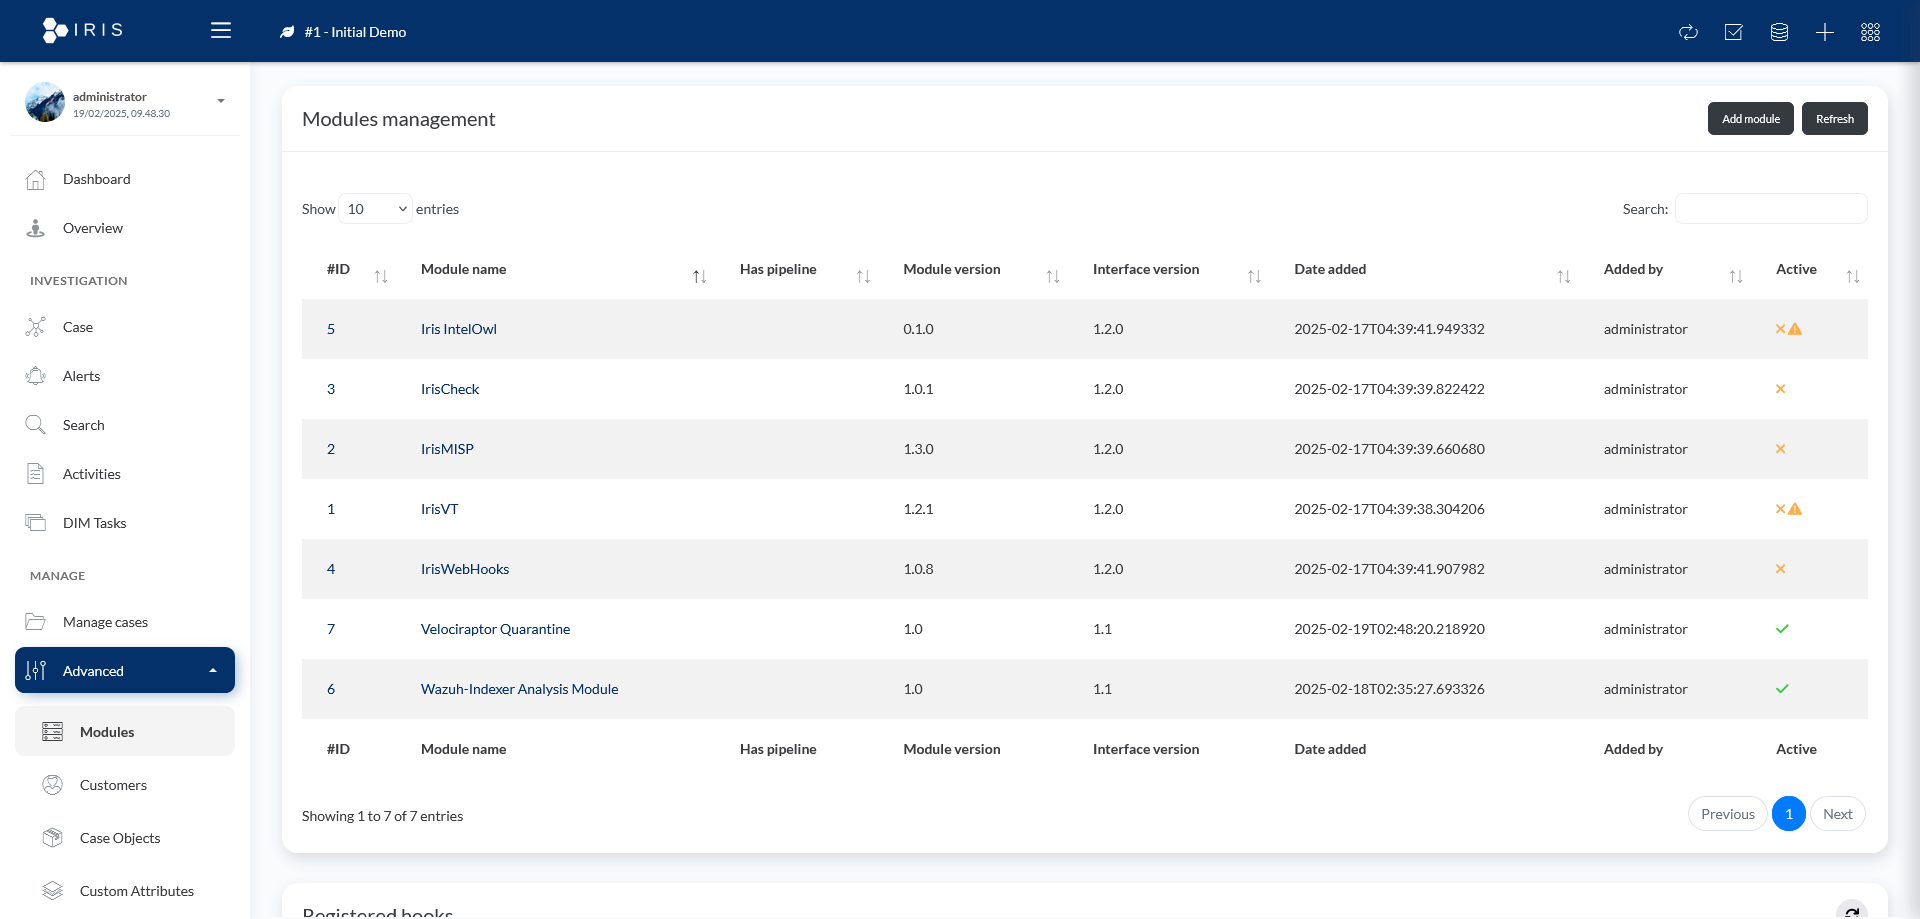 IRIS
#1 - Initial Demo
administrator
19/02/2025, 09.48.30
Dashboard
Overview
INVESTIGATION
Case
Alerts
Search
Activities
DIM Tasks
MANAGE
Manage cases
Advanced
Modules
Customers
Case Objects
Custom Attributes
Modules management
Add module
Refresh
Show 10 entries
Search:
#ID Module name Has pipeline Module version Interface version Date added Added by Active
5 Iris IntelOwl 0.1.0 1.2.0 2025-02-17T04:39:41.949332 administrator
3 IrisCheck 1.0.1 1.2.0 2025-02-17T04:39:39.822422 administrator
2 IrisMISP 1.3.0 1.2.0 2025-02-17T04:39:39.660680 administrator
1 IrisVT 1.2.1 1.2.0 2025-02-17T04:39:38.304206 administrator
4 IrisWebHooks 1.0.8 1.2.0 2025-02-17T04:39:41.907982 administrator
7 Velociraptor Quarantine 1.0 1.1 2025-02-19T02:48:20.218920 administrator
6 Wazuh-Indexer Analysis Module 1.0 1.1 2025-02-18T02:35:27.693326 administrator
#ID Module name Has pipeline Module version Interface version Date added Added by Active
Showing 1 to 7 of 7 entries
Previous 1 Next
Registered hooks